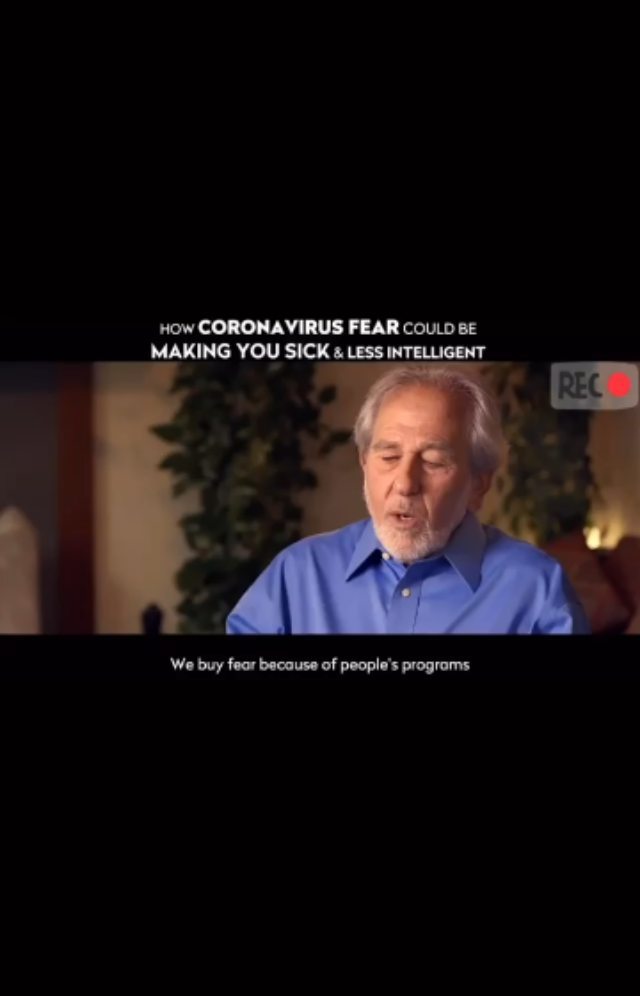 HOW CORONAVIRUS FEAR COULD BE
MAKING YOU SICK & LESS INTELLIGENT
REC
We buy fear because of people's programs